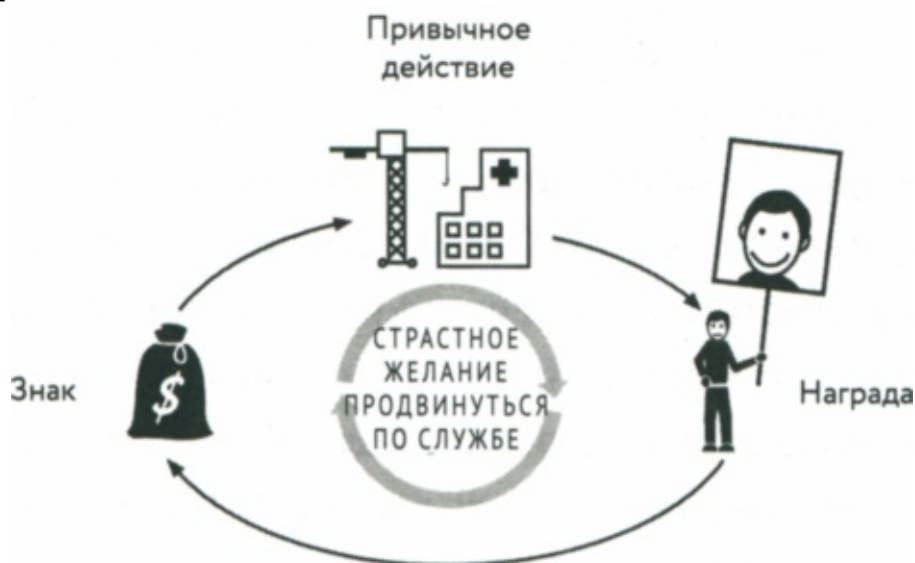 Привычное
действие
СТРАСТНОЕ
ЖЕЛАНИЕ
ПРОДВИНУТЬСЯ
ПО СЛУЖБЕ
Знак
$
Награда